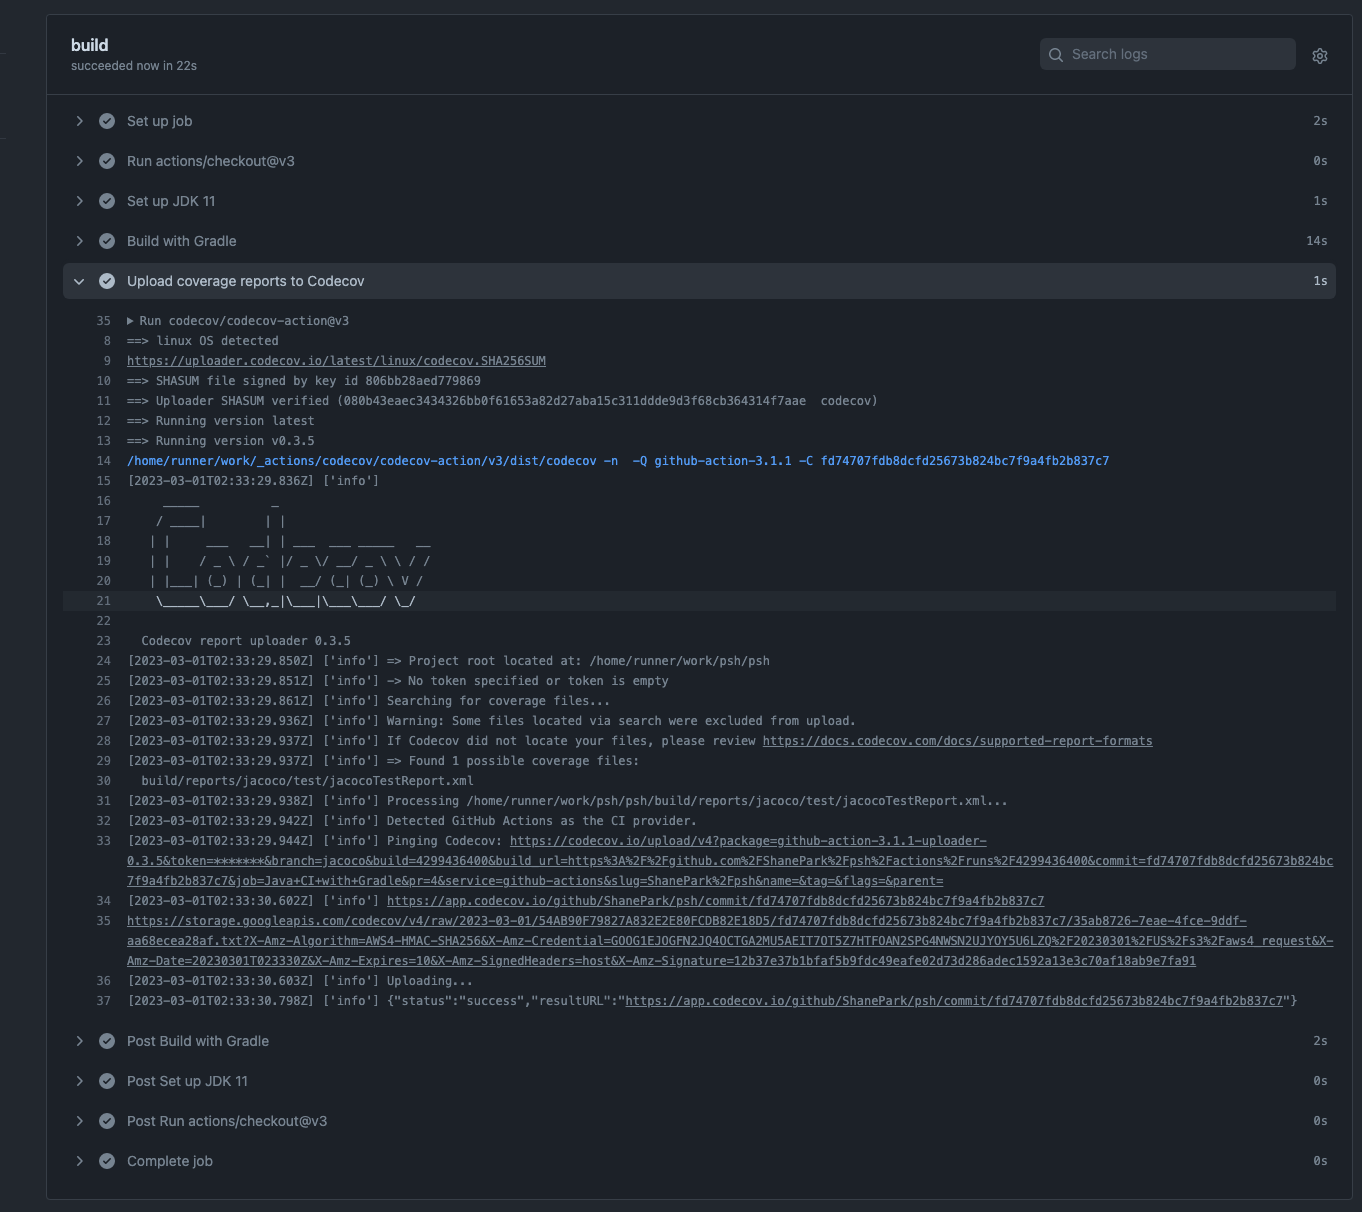 build
succeeded now in 22s
Search logs
Set up job 2s
Run actions/checkout@v3 0s
Set up JDK 11 1s
Build with Gradle 14s
Upload coverage reports to Codecov 1s
35 ▶ Run codecov/codecov-action@v3
8 ==> linux OS detected
9 https://uploader.codecov.io/latest/linux/codecov.SHA256SUM
10 ==> SHASUM file signed by key id 806bb28aed779869
11 ==> Uploader SHASUM verified (080b43eaec3434326bb0f61653a82d27aba15c311ddde9d3f68cb364314f7aae  codecov)
12 ==> Running version latest
13 ==> Running version v0.3.5
14 /home/runner/work/_actions/codecov/codecov-action/v3/dist/codecov -n  -Q github-action-3.1.1 -C fd74707fdb8dcfd25673b824bc7f9a4fb2b837c7
15 [2023-03-01T02:33:29.836Z] ['info']
16      _____          _
17     / ____|        | |
18    | |     ___   __| | ___  ___ _____   __
19    | |    / _ \ / _` |/ _ \/ __/ _ \ \ / /
20    | |___| (_) | (_| |  __/ (_| (_) \ V /
21     \_____\___/ \__,_|\___|\___\___/ \_/
22
23   Codecov report uploader 0.3.5
24 [2023-03-01T02:33:29.850Z] ['info'] => Project root located at: /home/runner/work/psh/psh
25 [2023-03-01T02:33:29.851Z] ['info'] -> No token specified or token is empty
26 [2023-03-01T02:33:29.861Z] ['info'] Searching for coverage files...
27 [2023-03-01T02:33:29.936Z] ['info'] Warning: Some files located via search were excluded from upload.
28 [2023-03-01T02:33:29.937Z] ['info'] If Codecov did not locate your files, please review https://docs.codecov.com/docs/supported-report-formats
29 [2023-03-01T02:33:29.937Z] ['info'] => Found 1 possible coverage files:
30   build/reports/jacoco/test/jacocoTestReport.xml
31 [2023-03-01T02:33:29.938Z] ['info'] Processing /home/runner/work/psh/psh/build/reports/jacoco/test/jacocoTestReport.xml...
32 [2023-03-01T02:33:29.942Z] ['info'] Detected GitHub Actions as the CI provider.
33 [2023-03-01T02:33:29.944Z] ['info'] Pinging Codecov: https://codecov.io/upload/v4?package=github-action-3.1.1-uploader-
0.3.5&token=*******&branch=jacoco&build=4299436400&build_url=https%3A%2F%2Fgithub.com%2FShanePark%2Fpsh%2Factions%2Fruns%2F4299436400&commit=fd74707fdb8dcfd25673b824bc
7f9a4fb2b837c7&job=Java+CI+with+Gradle&pr=4&service=github-actions&slug=ShanePark%2Fpsh&name=&tag=&flags=&parent=
34 [2023-03-01T02:33:30.602Z] ['info'] https://app.codecov.io/github/ShanePark/psh/commit/fd74707fdb8dcfd25673b824bc7f9a4fb2b837c7
35 https://storage.googleapis.com/codecov/v4/raw/2023-03-01/54AB90F79827A832E2E80FCDB82E18D5/fd74707fdb8dcfd25673b824bc7f9a4fb2b837c7/35ab8726-7eae-4fce-9ddf-
aa68ecea28af.txt?X-Amz-Algorithm=AWS4-HMAC-SHA256&X-Amz-Credential=GOOG1EJOGFN2JQ4OCTGA2MU5AEIT7OT5Z7HTFOAN2SPG4NWSN2UJYOY5U6LZQ%2F20230301%2FUS%2Fs3%2Faws4_request&X-
Amz-Date=20230301T023330Z&X-Amz-Expires=10&X-Amz-SignedHeaders=host&X-Amz-Signature=12b37e37b1bfaf5b9fdc49eafe02d73d286adec1592a13e3c70af18ab9e7fa91
36 [2023-03-01T02:33:30.603Z] ['info'] Uploading...
37 [2023-03-01T02:33:30.798Z] ['info'] {"status":"success","resultURL":"https://app.codecov.io/github/ShanePark/psh/commit/fd74707fdb8dcfd25673b824bc7f9a4fb2b837c7"}
Post Build with Gradle 2s
Post Set up JDK 11 0s
Post Run actions/checkout@v3 0s
Complete job 0s